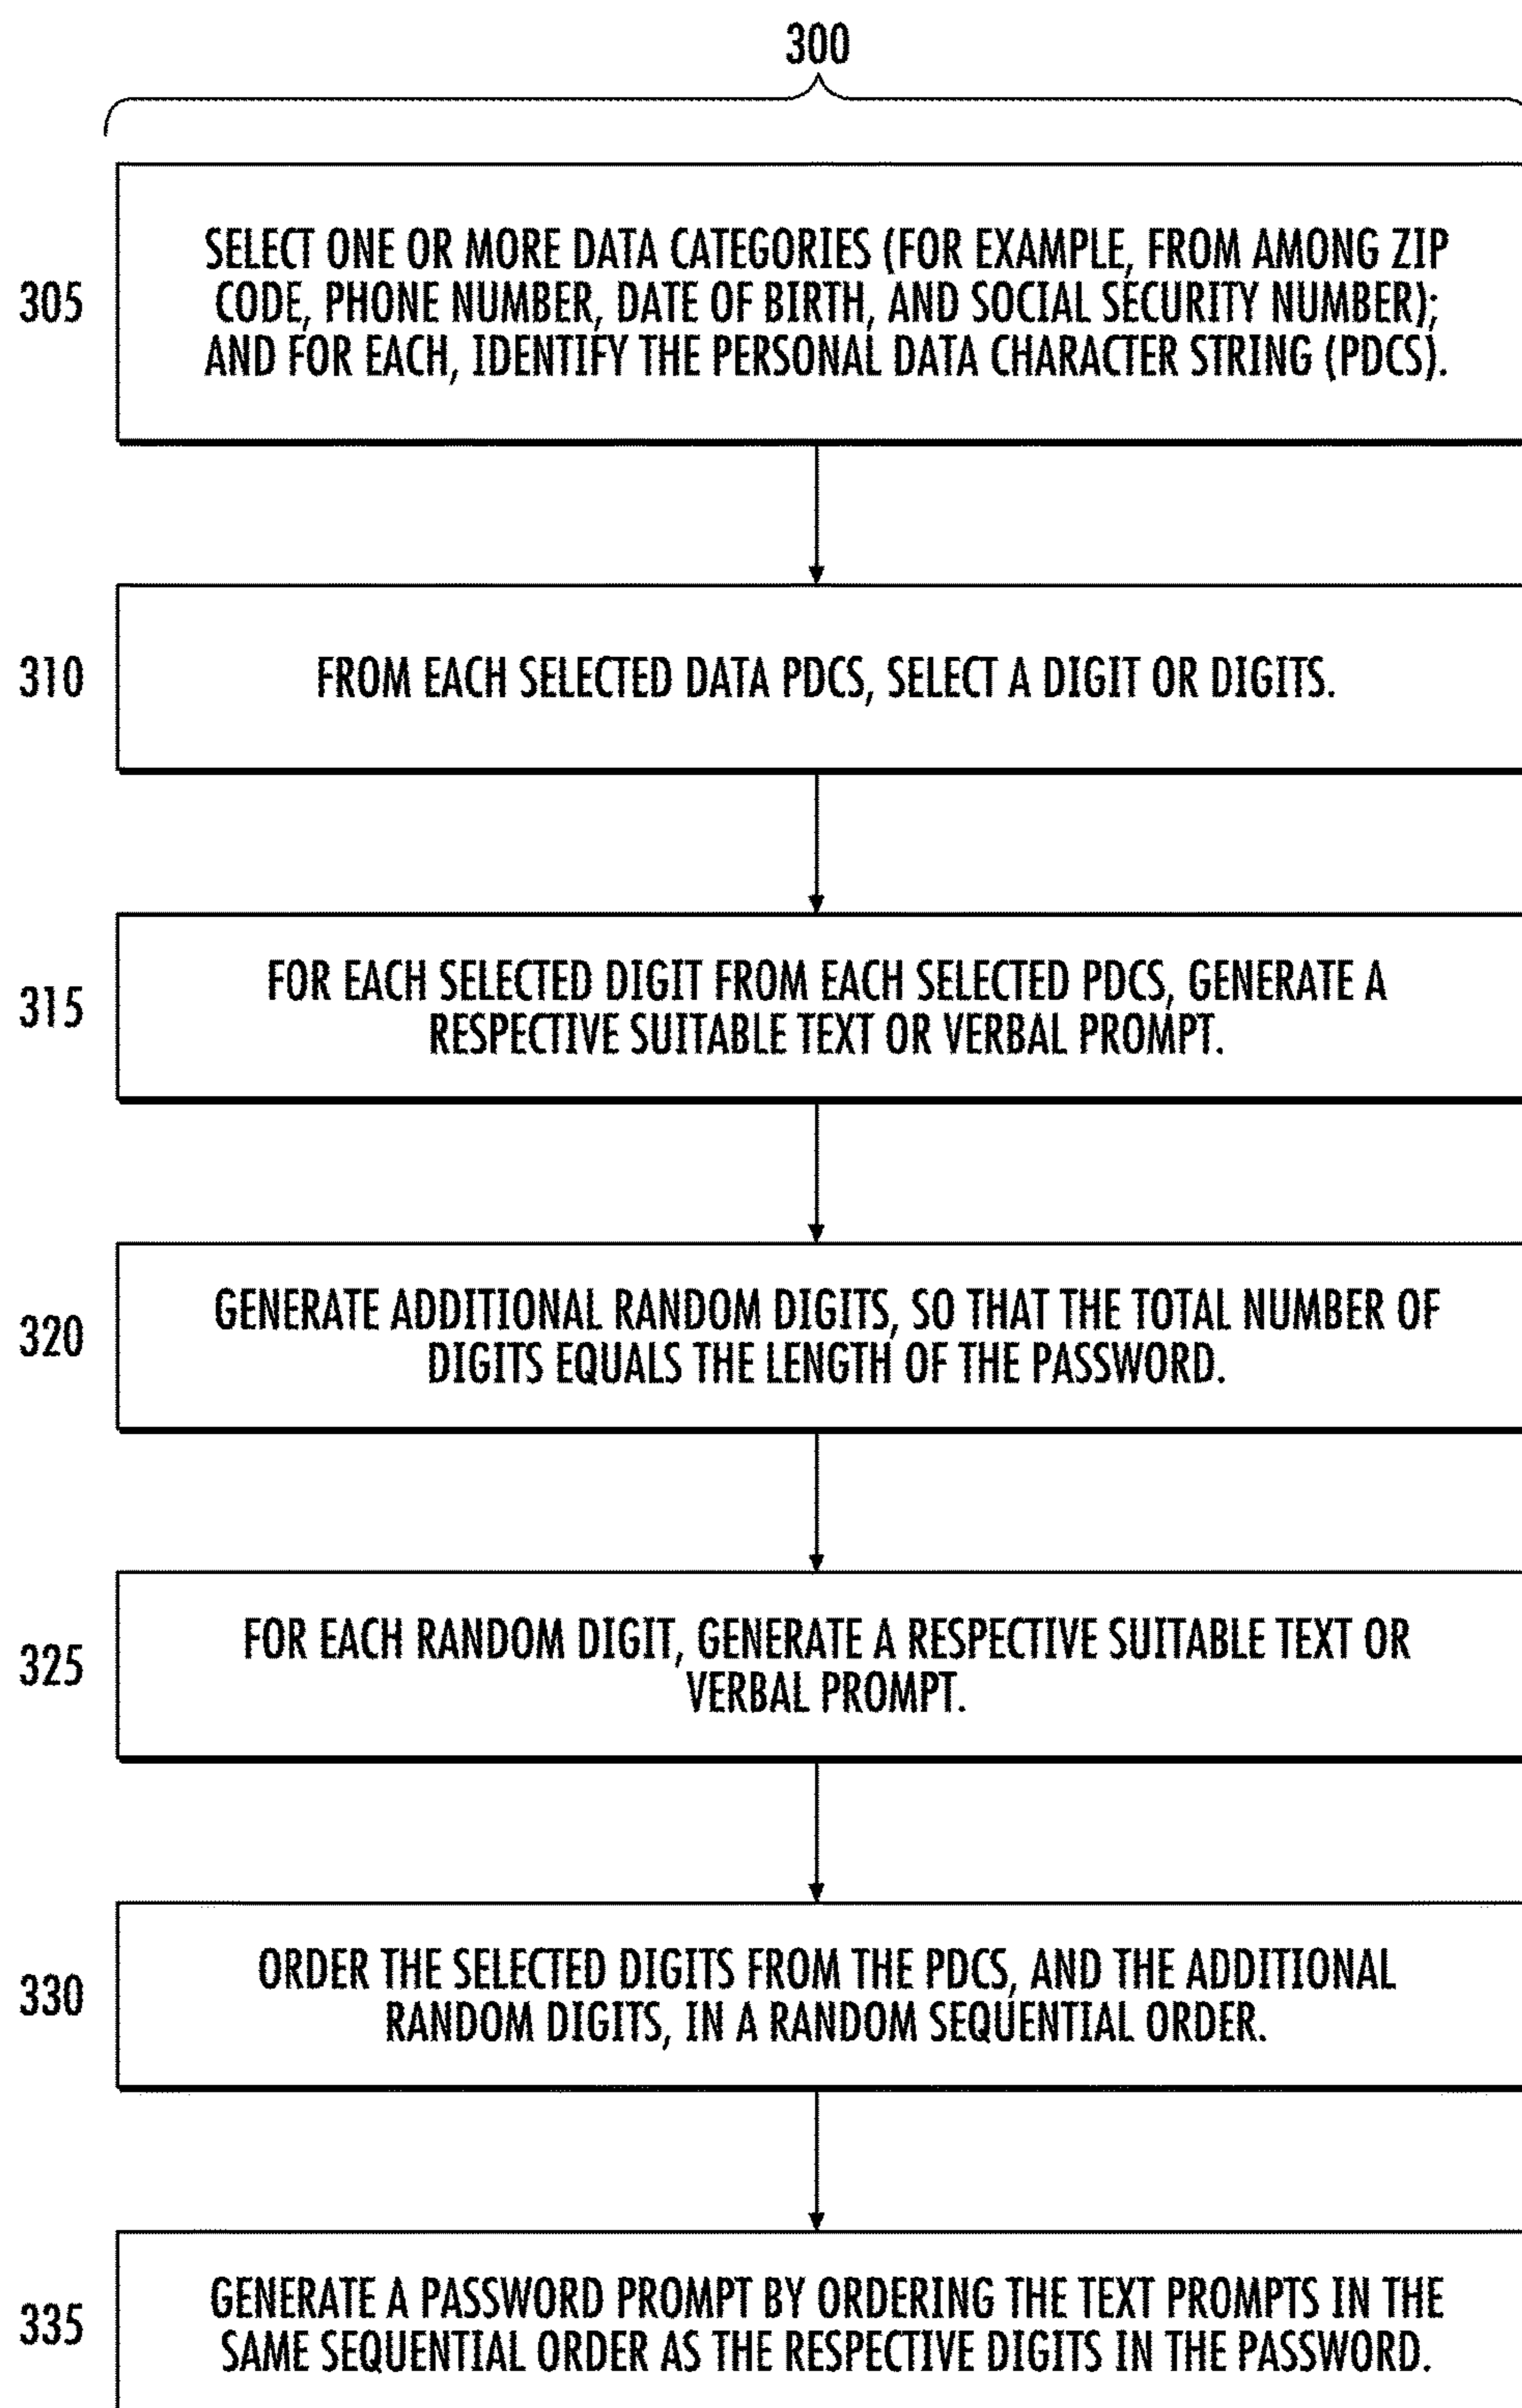 300
305
SELECT ONE OR MORE DATA CATEGORIES (FOR EXAMPLE, FROM AMONG ZIP
CODE, PHONE NUMBER, DATE OF BIRTH, AND SOCIAL SECURITY NUMBER);
AND FOR EACH, IDENTIFY THE PERSONAL DATA CHARACTER STRING (PDCS).
310
FROM EACH SELECTED DATA PDCS, SELECT A DIGIT OR DIGITS.
315
FOR EACH SELECTED DIGIT FROM EACH SELECTED PDCS, GENERATE A
RESPECTIVE SUITABLE TEXT OR VERBAL PROMPT.
320
GENERATE ADDITIONAL RANDOM DIGITS, SO THAT THE TOTAL NUMBER OF
DIGITS EQUALS THE LENGTH OF THE PASSWORD.
325
FOR EACH RANDOM DIGIT, GENERATE A RESPECTIVE SUITABLE TEXT OR
VERBAL PROMPT.
330
ORDER THE SELECTED DIGITS FROM THE PDCS, AND THE ADDITIONAL
RANDOM DIGITS, IN A RANDOM SEQUENTIAL ORDER.
335
GENERATE A PASSWORD PROMPT BY ORDERING THE TEXT PROMPTS IN THE
SAME SEQUENTIAL ORDER AS THE RESPECTIVE DIGITS IN THE PASSWORD.